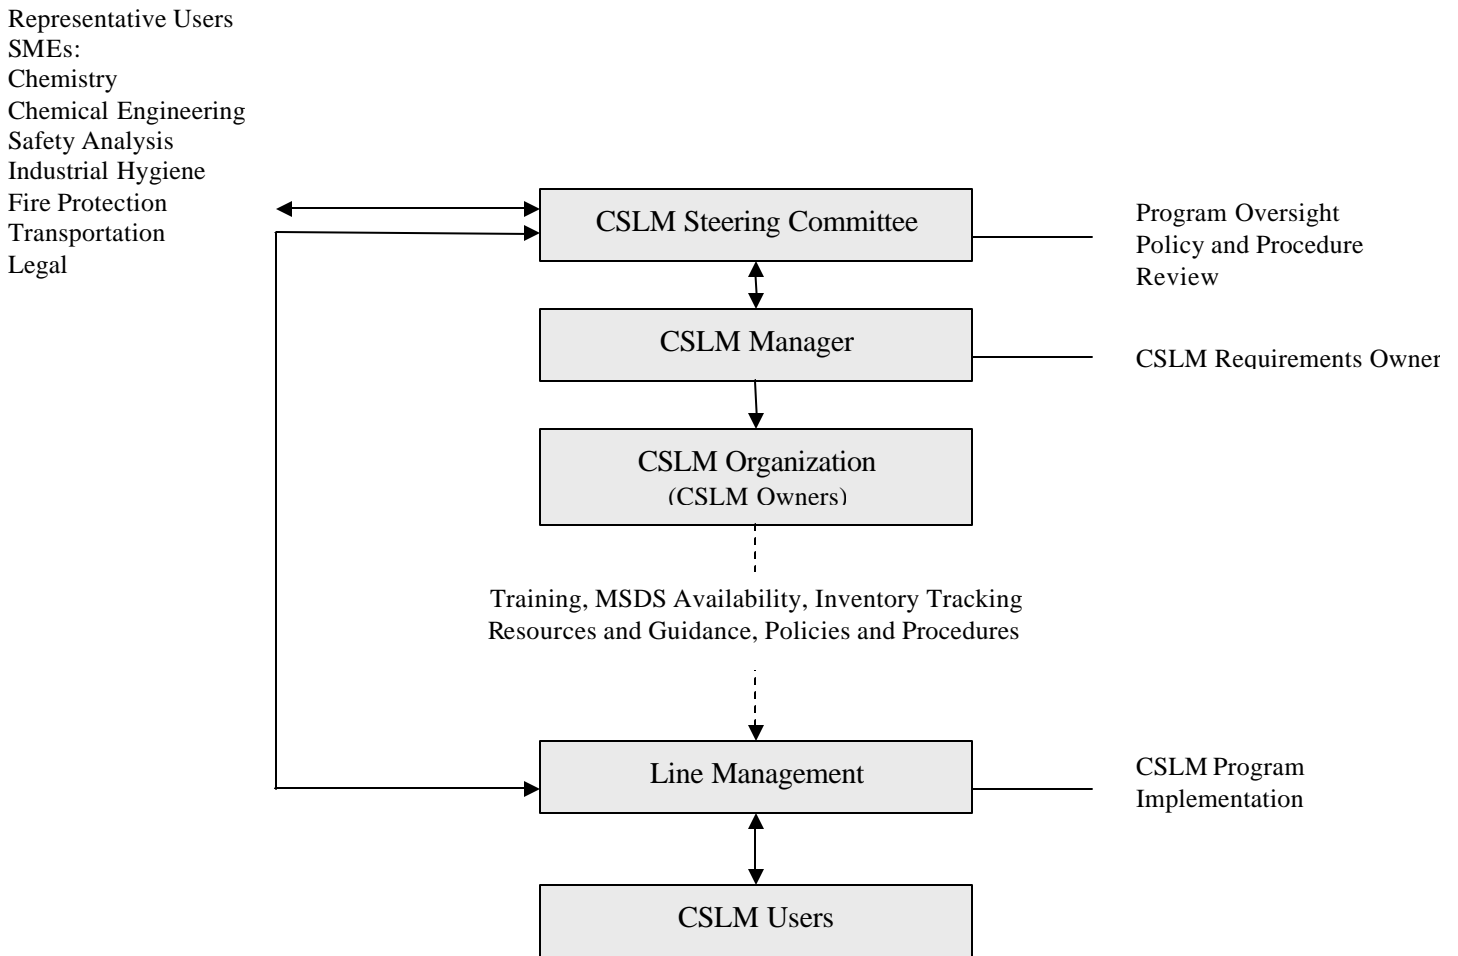 Representative Users
SMEs:
Chemistry
Chemical Engineering
Safety Analysis
Industrial Hygiene
Fire Protection
Transportation
Legal
CSLM Steering Committee
Program Oversight
Policy and Procedure
Review
CSLM Manager
CSLM Requirements Owner
CSLM Organization
(CSLM Owners)
Training, MSDS Availability, Inventory Tracking
Resources and Guidance, Policies and Procedures
Line Management
CSLM Program
Implementation
CSLM Users